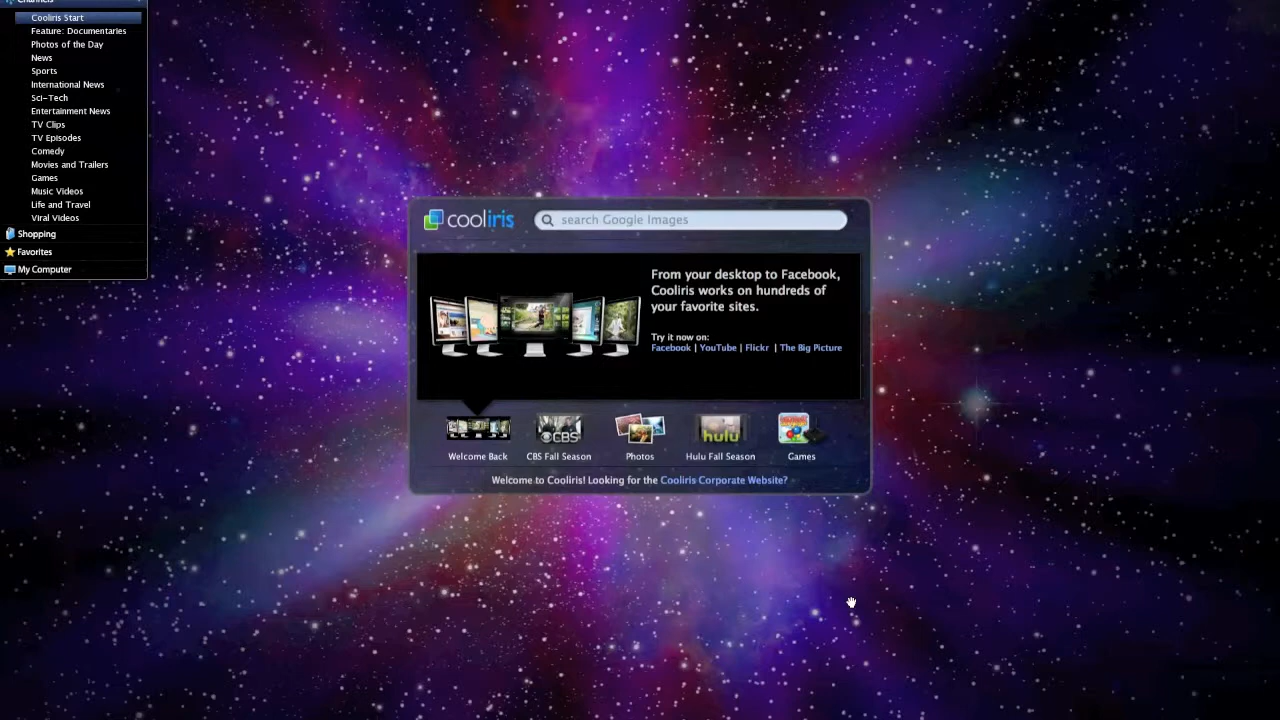 Channels
Cooliris Start
Feature: Documentaries
Photos of the Day
News
Sports
International News
Sci-Tech
Entertainment News
TV Clips
TV Episodes
Comedy
Movies and Trailers
Games
Music Videos
Life and Travel
Viral Videos
Shopping
Favorites
My Computer
cooliris
search Google Images
From your desktop to Facebook,
Cooliris works on hundreds of
your favorite sites.
Try it now on:
Facebook | YouTube | Flickr | The Big Picture
CBS
hulu
Welcome Back
CBS Fall Season
Photos
Hulu Fall Season
Games
Welcome to Cooliris! Looking for the Cooliris Corporate Website?